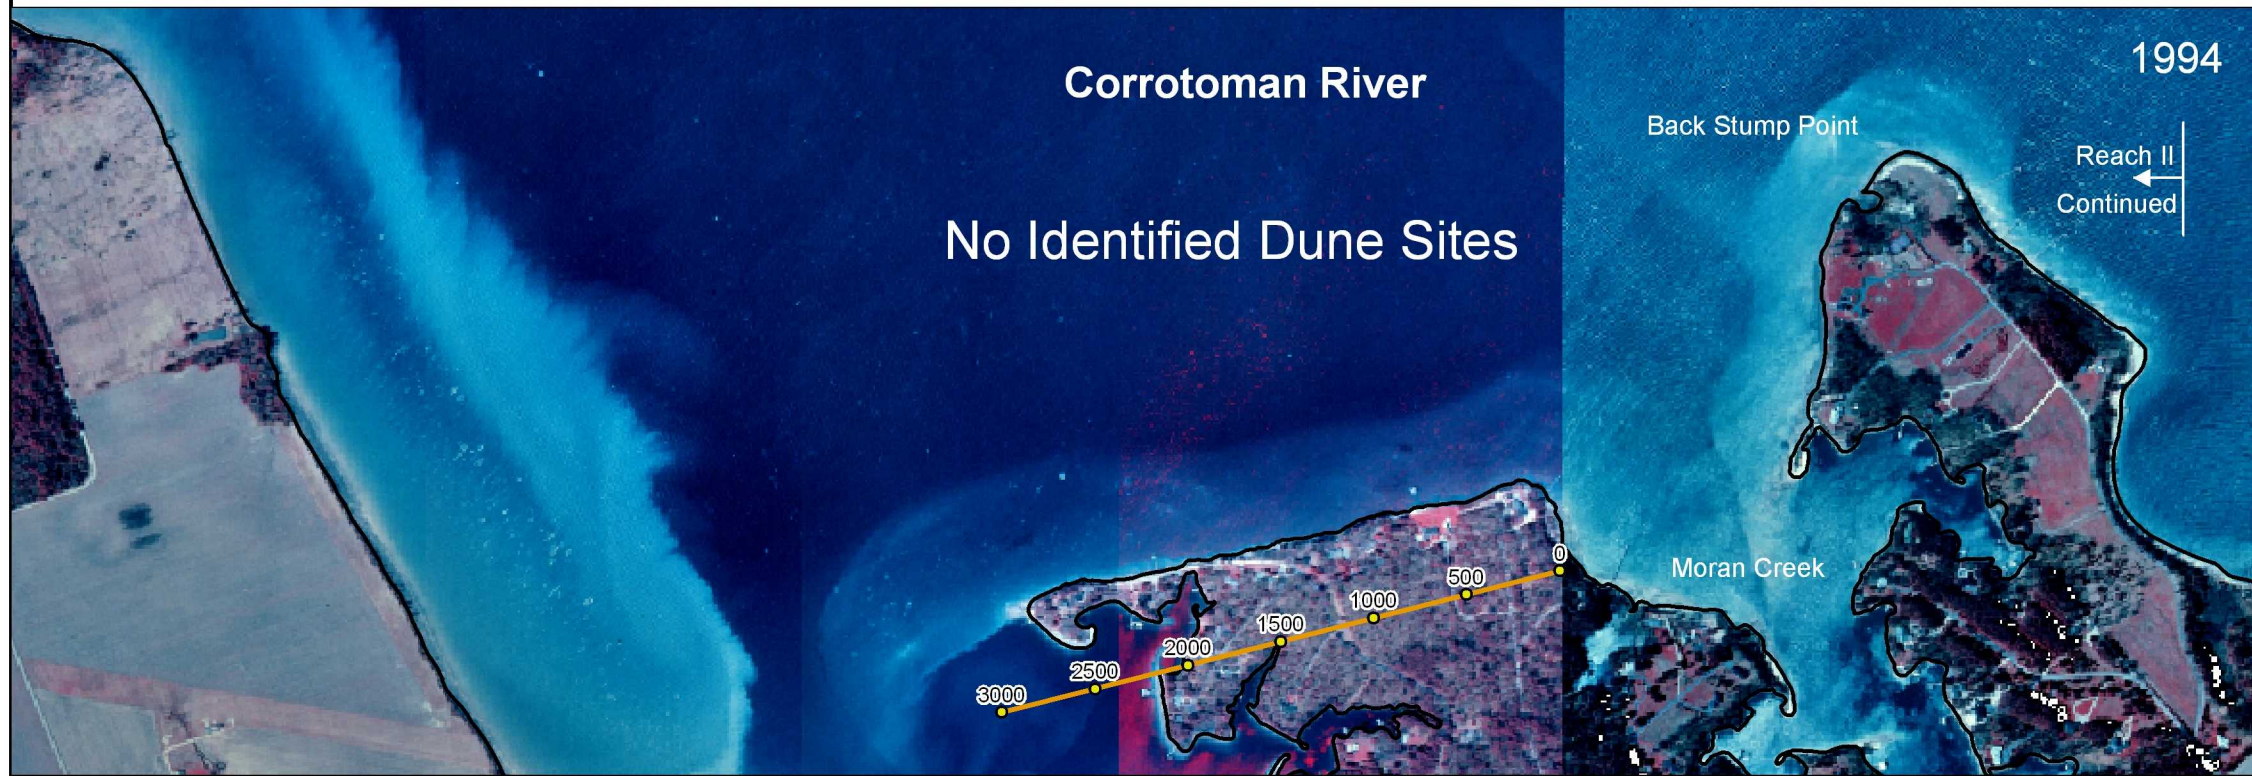 1994
Corrotoman River
Back Stump Point
Reach II
Continued
No Identified Dune Sites
0
Moran Creek
500
1000
1500
2000
2500
3000